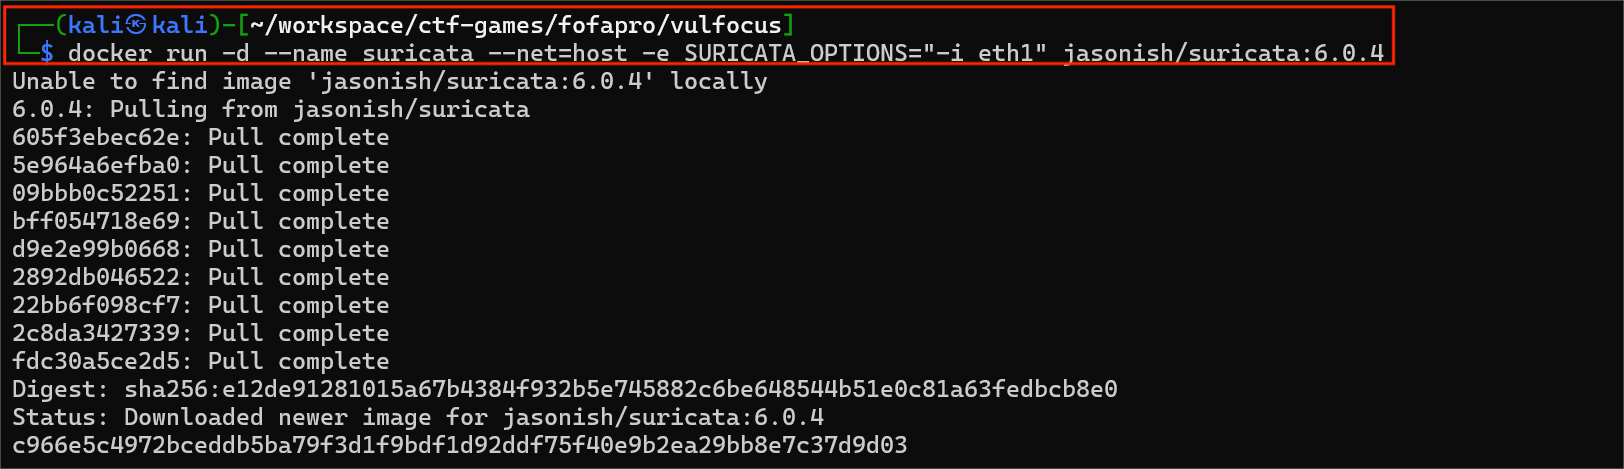 ┌──(kali㉿kali)-[~/workspace/ctf-games/fofapro/vulfocus]
└─$ docker run -d --name suricata --net=host -e SURICATA_OPTIONS="-i eth1" jasonish/suricata:6.0.4
Unable to find image 'jasonish/suricata:6.0.4' locally
6.0.4: Pulling from jasonish/suricata
605f3ebec62e: Pull complete
5e964a6efba0: Pull complete
09bbb0c52251: Pull complete
bff054718e69: Pull complete
d9e2e99b0668: Pull complete
2892db046522: Pull complete
22bb6f098cf7: Pull complete
2c8da3427339: Pull complete
fdc30a5ce2d5: Pull complete
Digest: sha256:e12de91281015a67b4384f932b5e745882c6be648544b51e0c81a63fedbcb8e0
Status: Downloaded newer image for jasonish/suricata:6.0.4
c966e5c4972bceddb5ba79f3d1f9bdf1d92ddf75f40e9b2ea29bb8e7c37d9d03